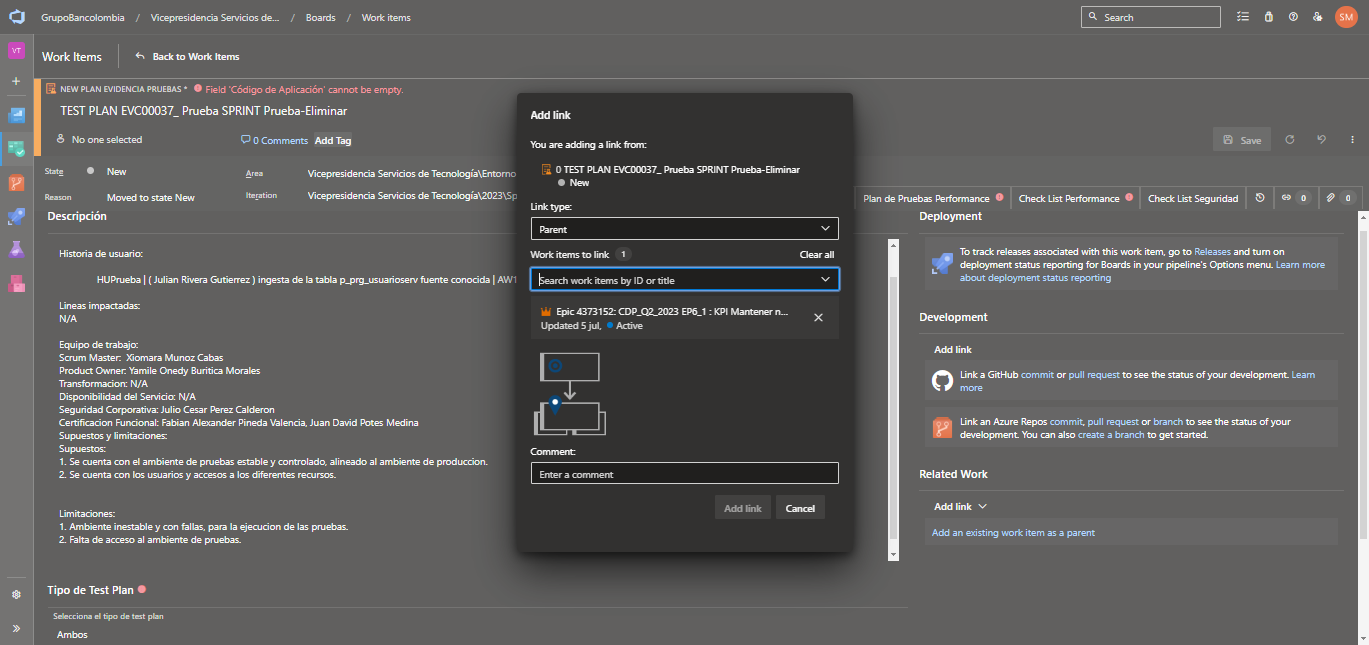 GrupoBancolombia / Vicepresidencia Servicios de... / Boards / Work items
Search
SM
VT
Work Items
Back to Work Items
NEW PLAN EVIDENCIA PRUEBAS * Field 'Código de Aplicación' cannot be empty.
TEST PLAN EVC00037_ Prueba SPRINT Prueba-Eliminar
No one selected
0 Comments
Add Tag
Save
State
New
Area
Vicepresidencia Servicios de Tecnología\Entorno
Reason
Moved to state New
Iteration
Vicepresidencia Servicios de Tecnología\2023\Sp
Plan de Pruebas Performance
Check List Performance
Check List Seguridad
0
0
Descripción
Historia de usuario:
HUPrueba | ( Julian Rivera Gutierrez ) ingesta de la tabla p_prg_usuarioserv fuente conocida | AW1
Lineas impactadas:
N/A
Equipo de trabajo:
Scrum Master: Xiomara Munoz Cabas
Product Owner: Yamile Onedy Buritica Morales
Transformacion: N/A
Disponibilidad del Servicio: N/A
Seguridad Corporativa: Julio Cesar Perez Calderon
Certificacion Funcional: Fabian Alexander Pineda Valencia, Juan David Potes Medina
Supuestos y limitaciones:
Supuestos:
1. Se cuenta con el ambiente de pruebas estable y controlado, alineado al ambiente de produccion.
2. Se cuenta con los usuarios y accesos a los diferentes recursos.
Limitaciones:
1. Ambiente inestable y con fallas, para la ejecucion de las pruebas.
2. Falta de acceso al ambiente de pruebas.
Tipo de Test Plan
Selecciona el tipo de test plan
Ambos
Add link
You are adding a link from:
0 TEST PLAN EVC00037_ Prueba SPRINT Prueba-Eliminar
New
Link type:
Parent
Work items to link 1
Clear all
Search work items by ID or title
Epic 4373152: CDP_Q2_2023 EP6_1 : KPI Mantener n...
Updated 5 jul, Active
Comment:
Enter a comment
Add link
Cancel
Deployment
To track releases associated with this work item, go to Releases and turn on
deployment status reporting for Boards in your pipeline's Options menu. Learn more
about deployment status reporting
Development
Add link
Link a GitHub commit or pull request to see the status of your development. Learn
more
Link an Azure Repos commit, pull request or branch to see the status of your
development. You can also create a branch to get started.
Related Work
Add link
Add an existing work item as a parent